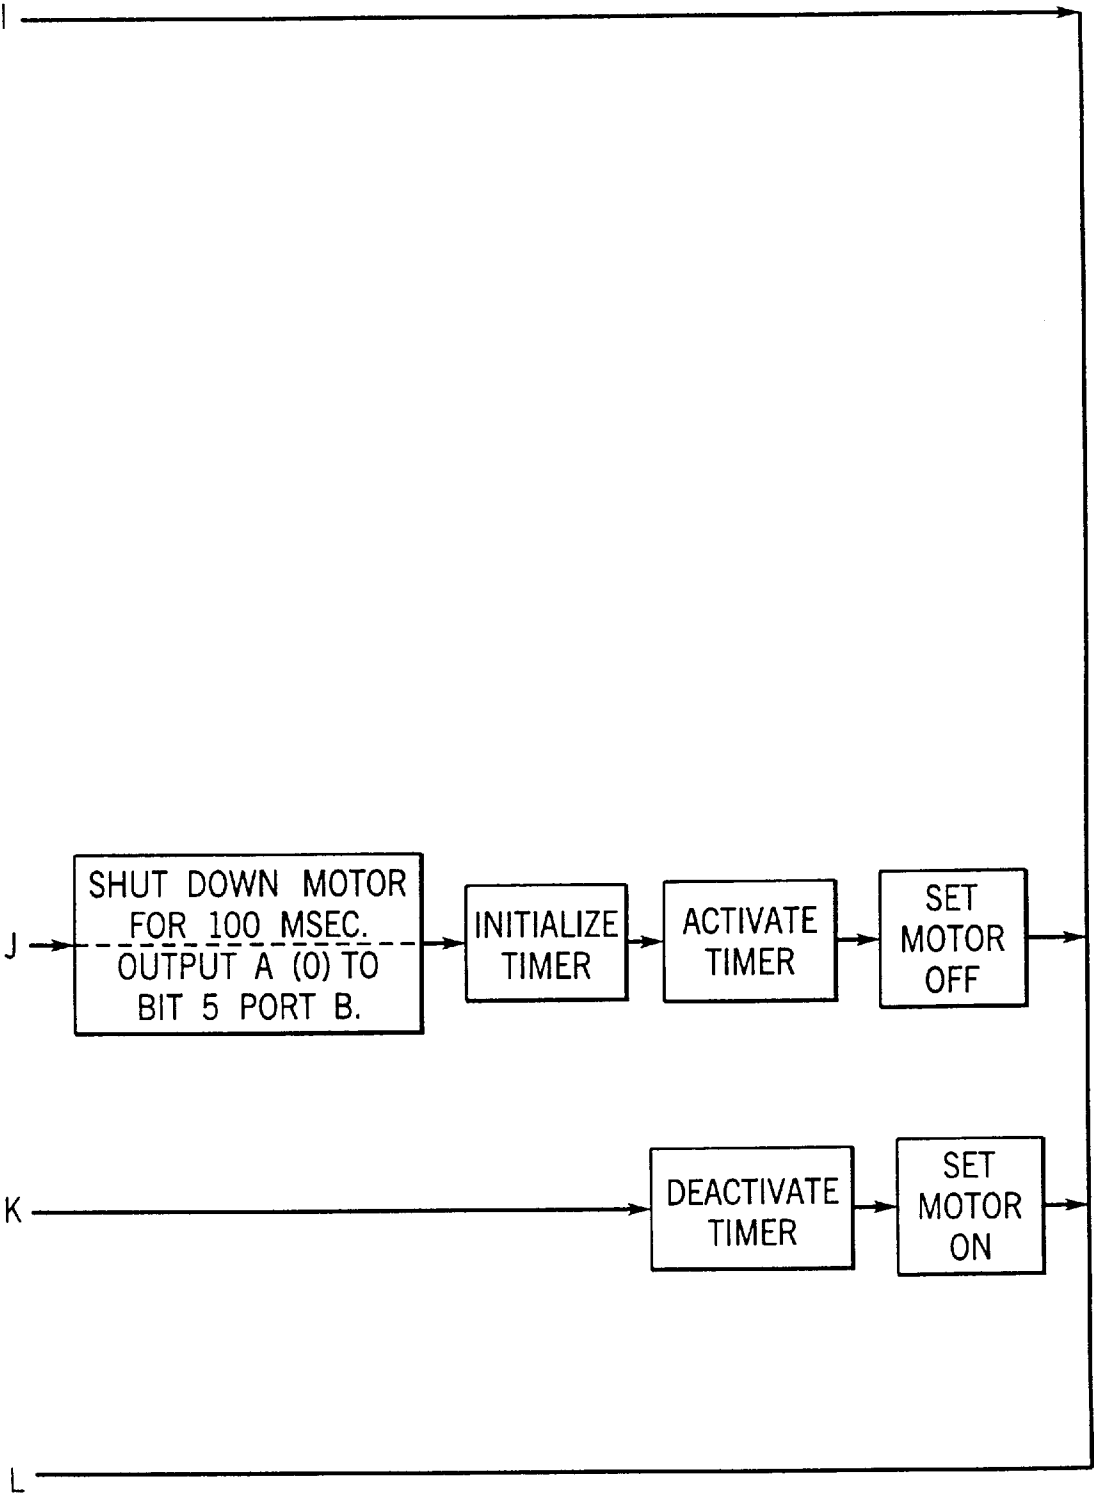 I
J
SHUT DOWN MOTOR
FOR 100 MSEC.
OUTPUT A (0) TO
BIT 5 PORT B.
INITIALIZE
TIMER
ACTIVATE
TIMER
SET
MOTOR
OFF
K
DEACTIVATE
TIMER
SET
MOTOR
ON
L